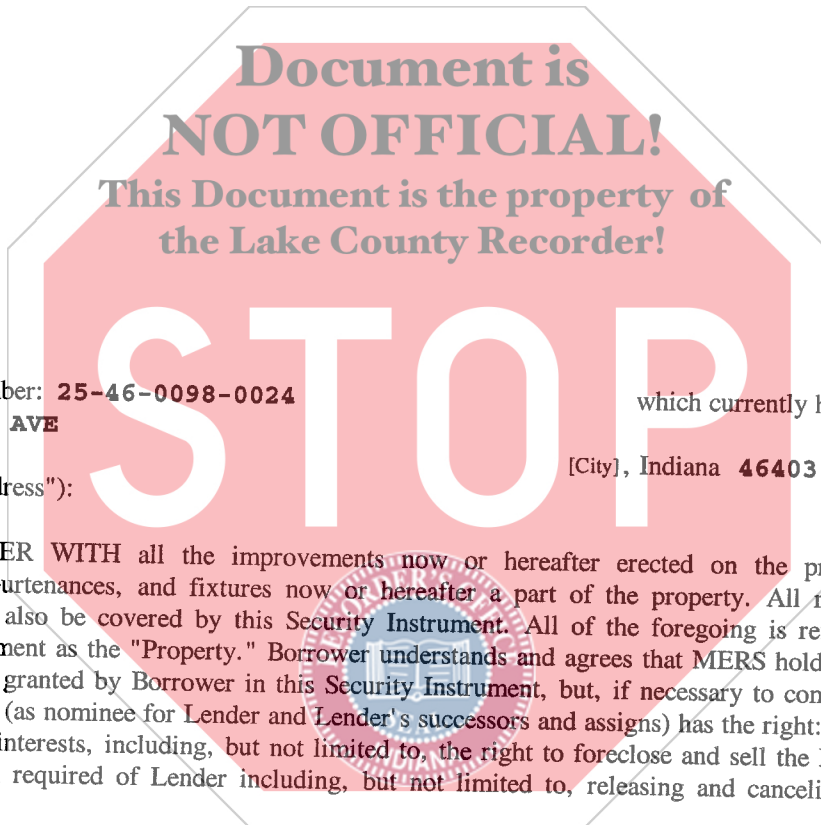 Document is
NOT OFFICIAL!
This Document is the property of
the Lake County Recorder!
STOP
ber: 25-46-0098-0024 which currently h
AVE
[City], Indiana 46403
ress"):
ER WITH all the improvements now or hereafter erected on the pr
urtenances, and fixtures now or hereafter a part of the property. All r
also be covered by this Security Instrument. All of the foregoing is re
ment as the "Property." Borrower understands and agrees that MERS hold
granted by Borrower in this Security Instrument, but, if necessary to com
(as nominee for Lender and Lender's successors and assigns) has the right:
interests, including, but not limited to, the right to foreclose and sell the
required of Lender including, but not limited to, releasing and canceli
RECORDER'S OFFICE
INDIANA